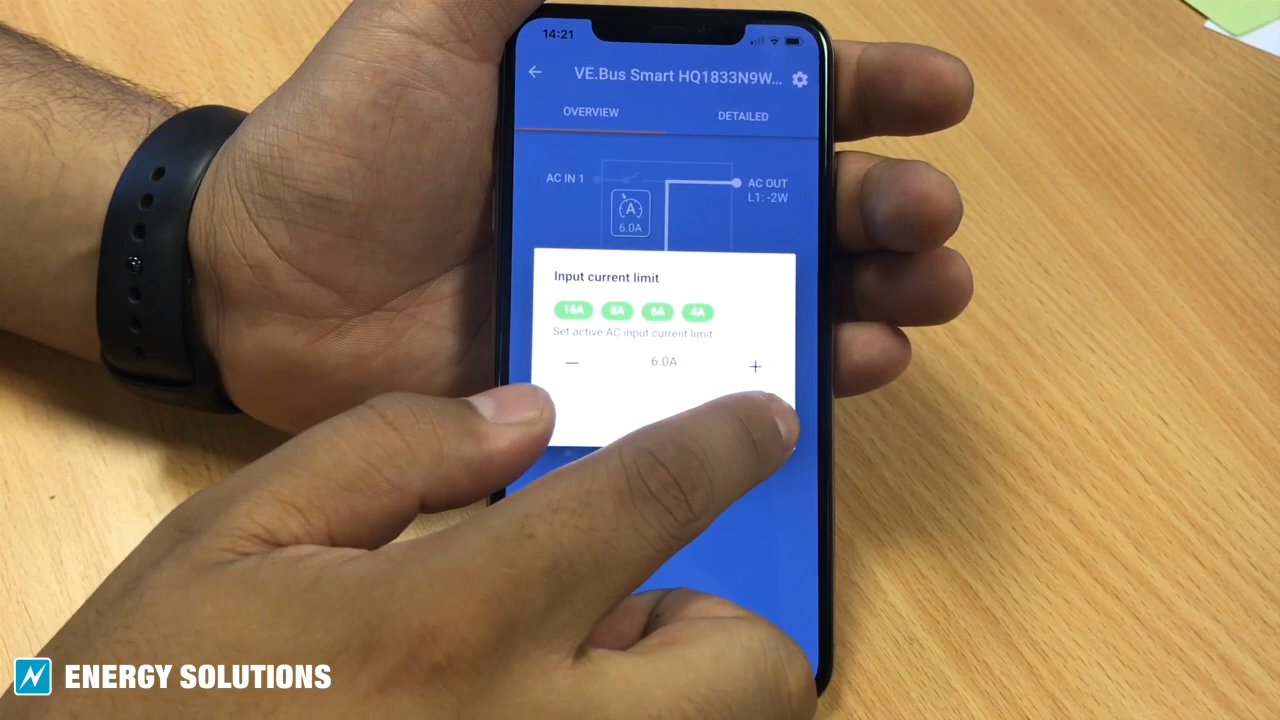 14:21
VE.Bus Smart HQ1833N9W...
OVERVIEW
DETAILED
AC IN 1
AC OUT
L1: -2W
A
6.0A
Input current limit
16A 8A 6A 4A
Set active AC input current limit
− 6.0A +
ENERGY SOLUTIONS